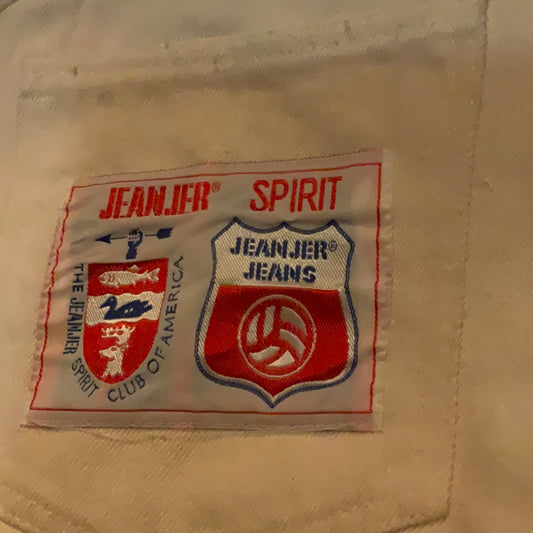 JEANJER® SPIRIT
THE JEANJER SPIRIT CLUB OF AMERICA
JEANJER®
JEANS